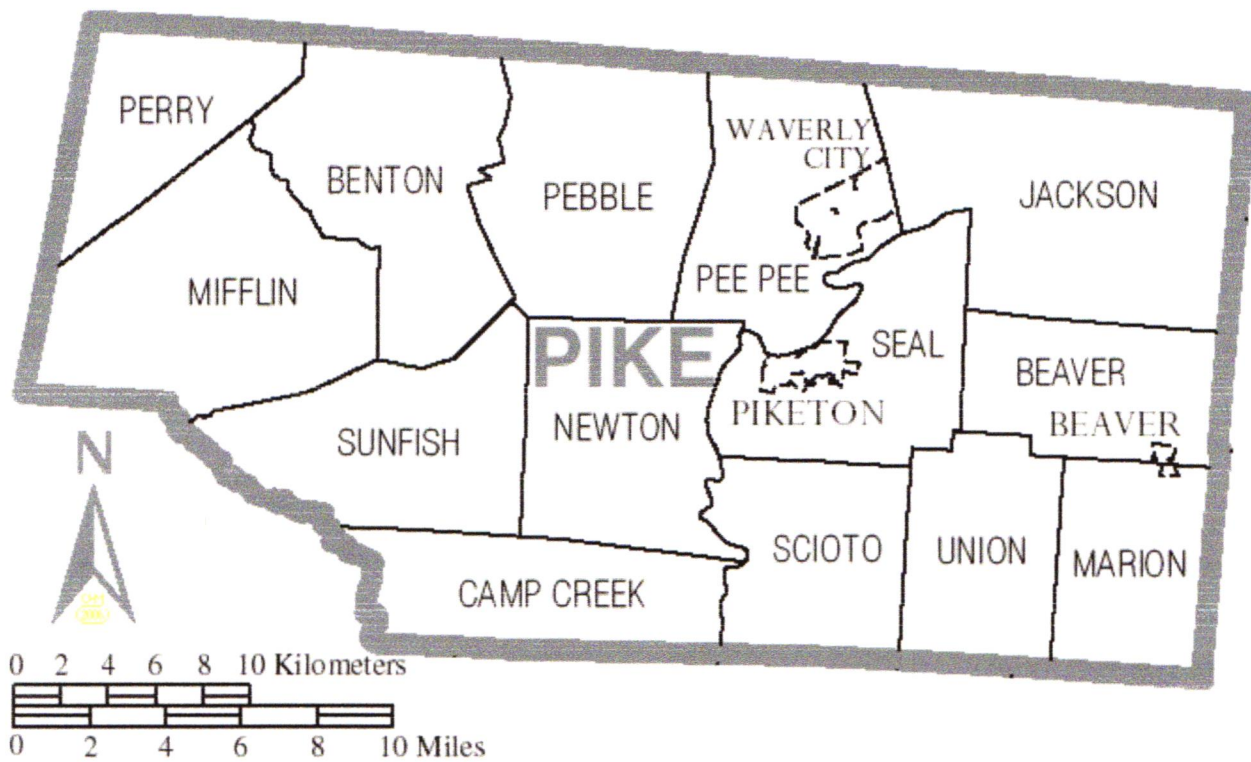 PERRY
WAVERLY
CITY
BENTON
PEBBLE
JACKSON
MIFFLIN
PEE PEE
PIKE
SEAL
BEAVER
PIKETON
BEAVER
SUNFISH
NEWTON
N
SCIOTO
UNION
MARION
CAMP CREEK
0 2 4 6 8 10 Kilometers
0 2 4 6 8 10 Miles